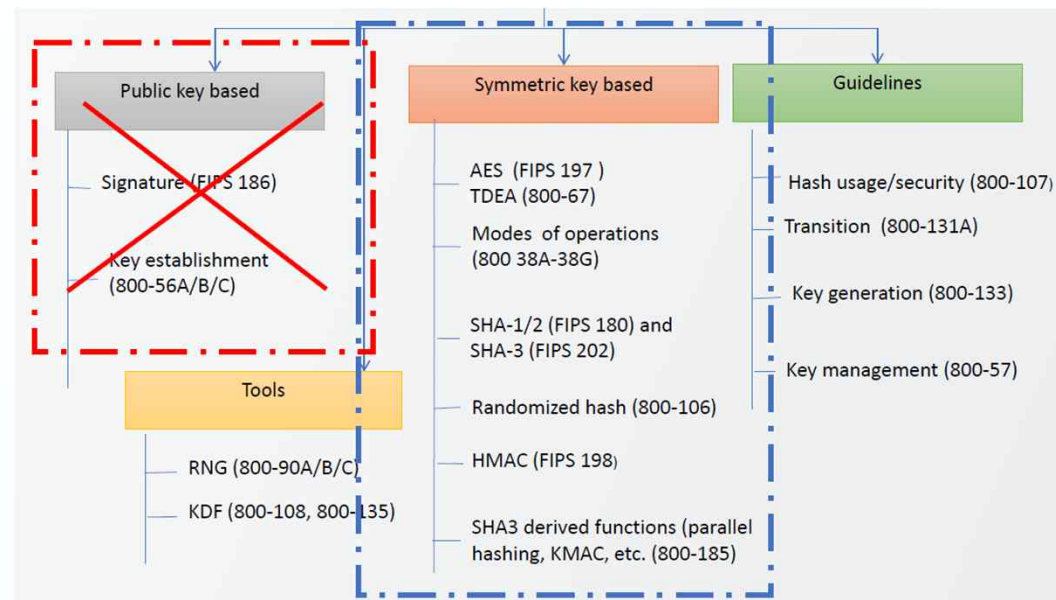 Public key based
Signature (FIPS 186)
Key establishment
(800-56A/B/C)
Tools
RNG (800-90A/B/C)
KDF (800-108, 800-135)
Symmetric key based
AES (FIPS 197 )
TDEA (800-67)
Modes of operations
(800 38A-38G)
SHA-1/2 (FIPS 180) and
SHA-3 (FIPS 202)
Randomized hash (800-106)
HMAC (FIPS 198)
SHA3 derived functions (parallel
hashing, KMAC, etc. (800-185)
Guidelines
Hash usage/security (800-107)
Transition (800-131A)
Key generation (800-133)
Key management (800-57)